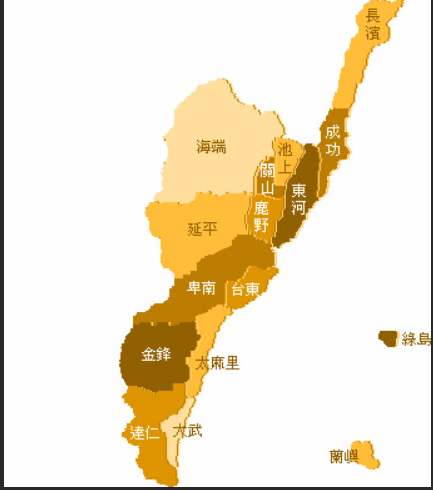 長
濱
成
功
海端
池
上
關
山
東
河
鹿
野
延平
卑南
台東
綠島
金鋒
太麻里
達仁
大武
蘭嶼